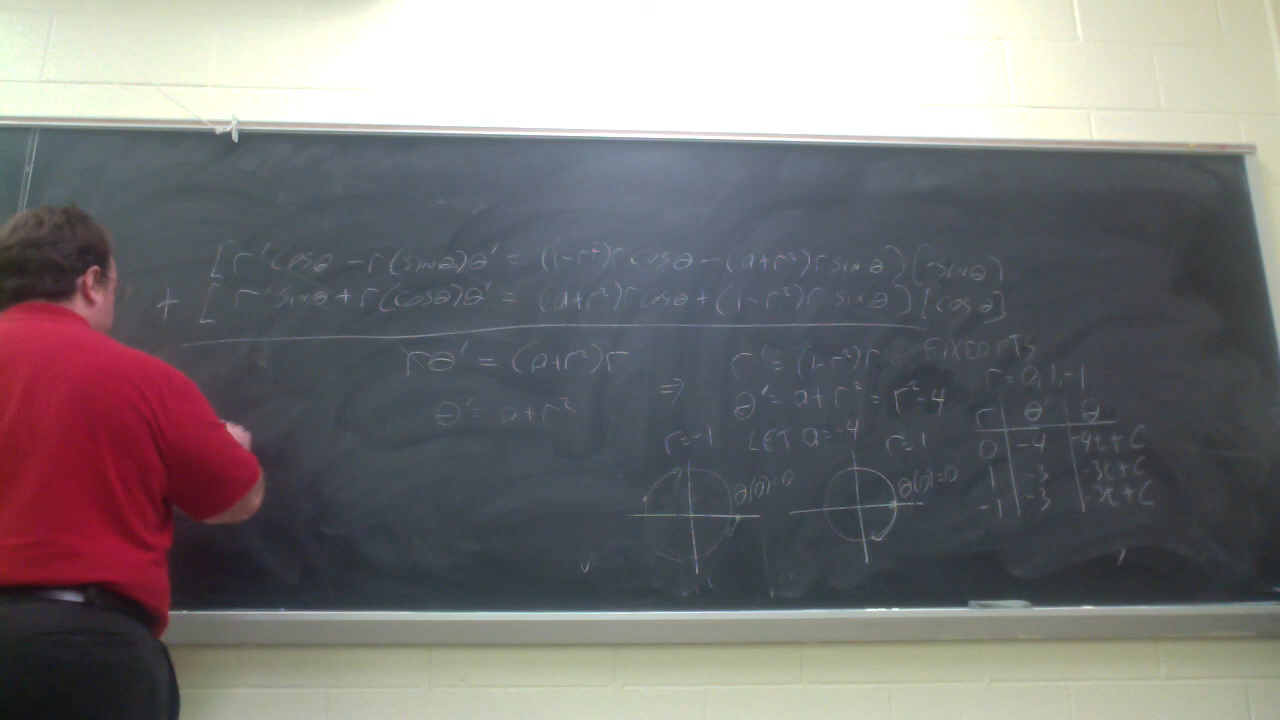 [r'cosθ - r(sinθ)θ' = (1-r²)r cosθ - (a+r²)r sinθ](-sinθ)
+ [r'sinθ + r(cosθ)θ' = (a+r²)r cosθ + (1-r²)r sinθ][cosθ]
rθ' = (a+r²)r
θ' = a+r²
⇒
r' = (1-r²)r
θ' = a+r² = r²-4
LET a=-4
FIXED PTS
r=0,1,-1
r θ' θ
0 -4 -4t+C
1 -3 -3t+C
-1 -3 -3t+C
r=-1
θ(0)=0
r=1
θ(0)=0